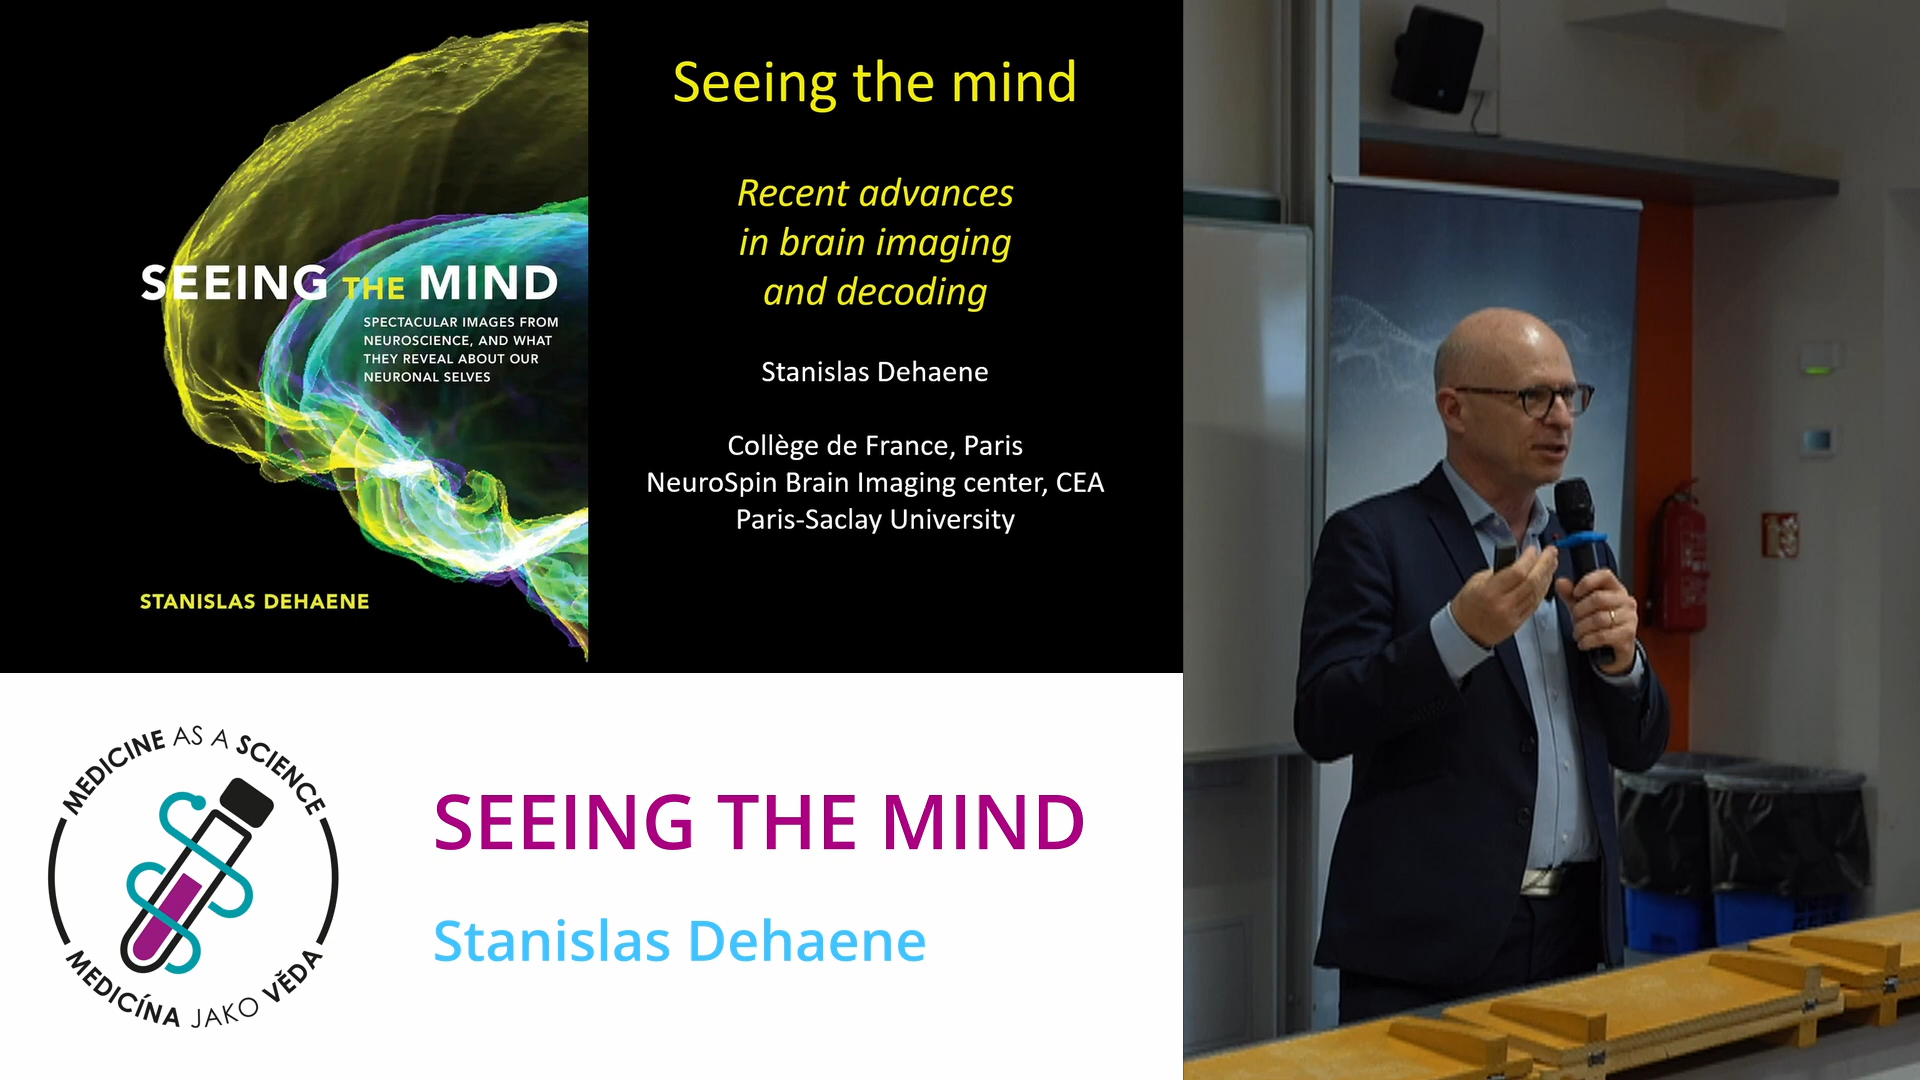 SEEING THE MIND
SPECTACULAR IMAGES FROM
NEUROSCIENCE, AND WHAT
THEY REVEAL ABOUT OUR
NEURONAL SELVES
STANISLAS DEHAENE
Seeing the mind
Recent advances
in brain imaging
and decoding
Stanislas Dehaene
Collège de France, Paris
NeuroSpin Brain Imaging center, CEA
Paris-Saclay University
MEDICINE AS A SCIENCE
MEDICÍNA JAKO VĚDA
SEEING THE MIND
Stanislas Dehaene